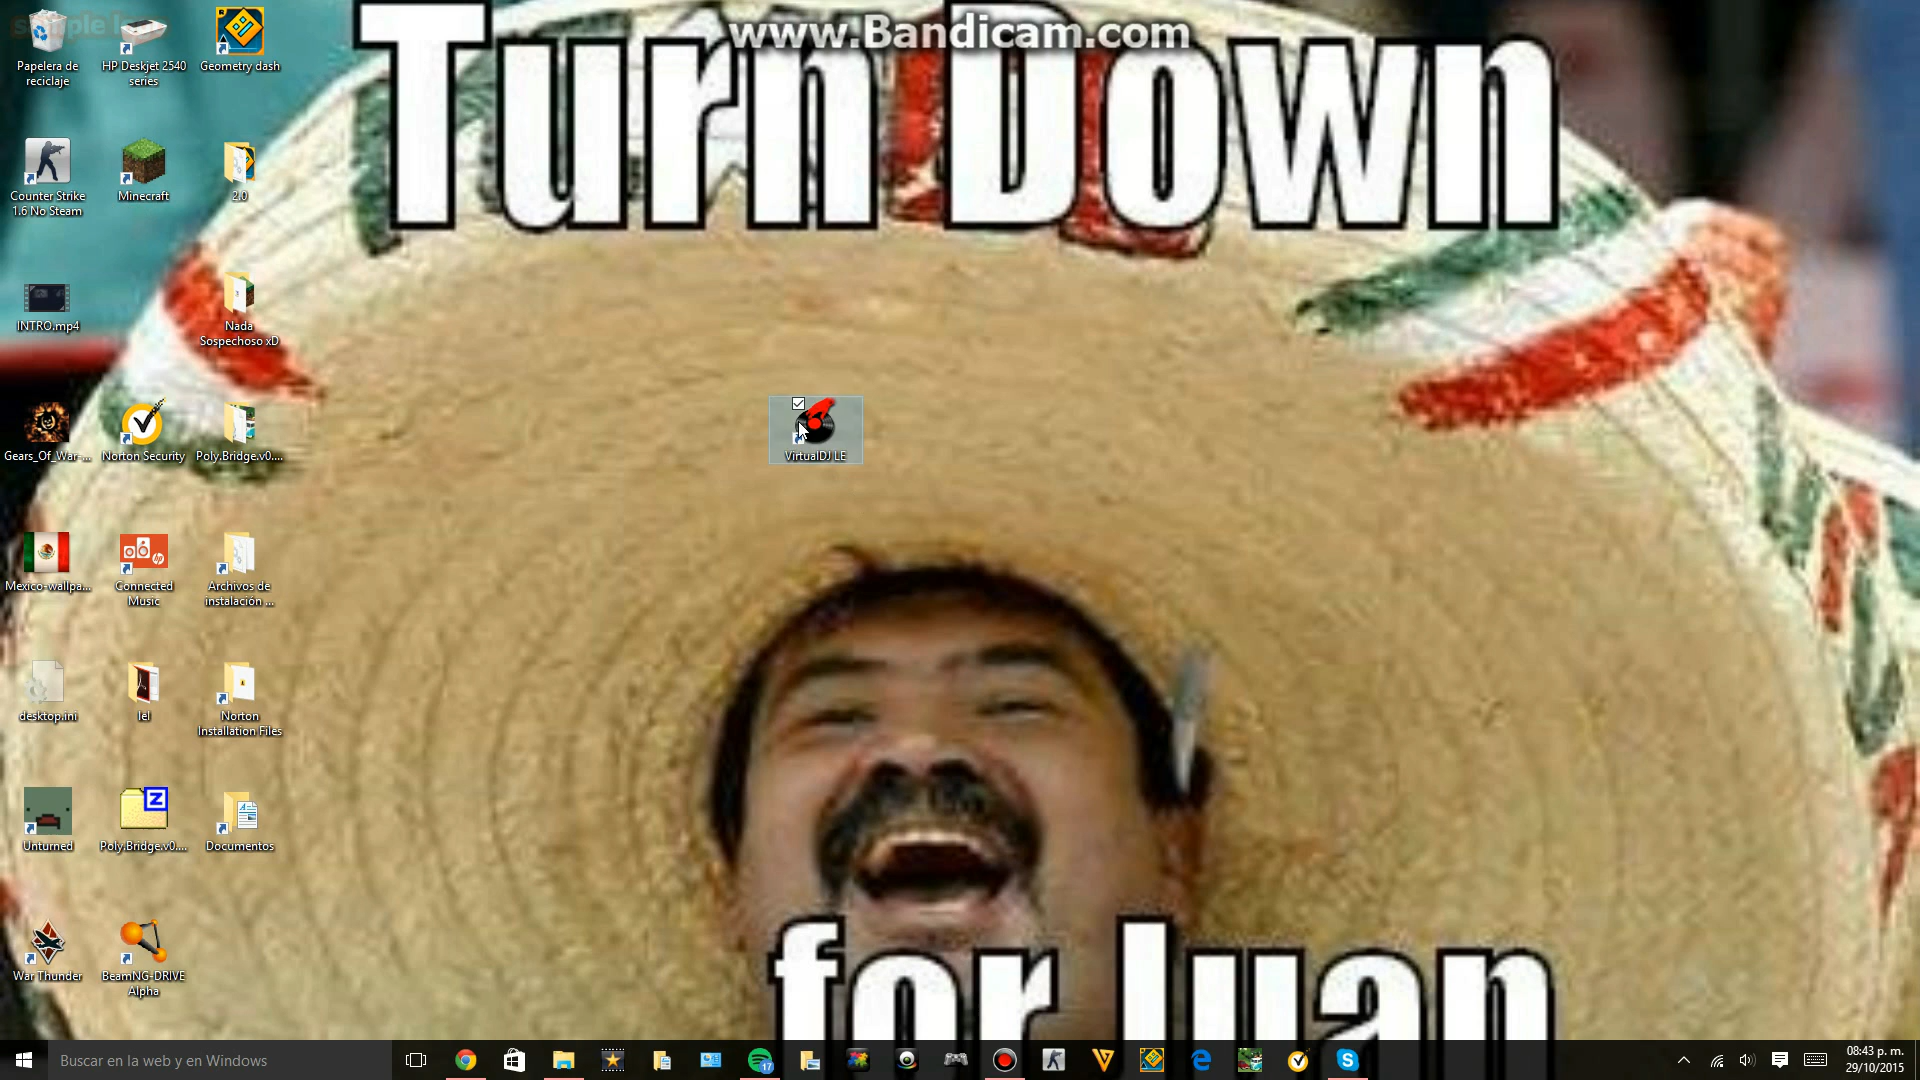 Turn Down
www.Bandicam.com
Papelera de
reciclaje
HP Deskjet 2540
series
Geometry dash
Counter Strike
1.6 No Steam
Minecraft
2.0
INTRO.mp4
Nada
Sospechoso xD
Gears_Of_War-...
Norton Security
Poly.Bridge.v0....
VirtualDJ LE
Mexico-wallpa...
Connected
Music
Archivos de
instalación ...
desktop.ini
lel
Norton
Installation Files
Unturned
Poly.Bridge.v0....
Documentos
War Thunder
BeamNG-DRIVE
Alpha
for Juan
Buscar en la web y en Windows
17
08:43 p. m.
29/10/2015